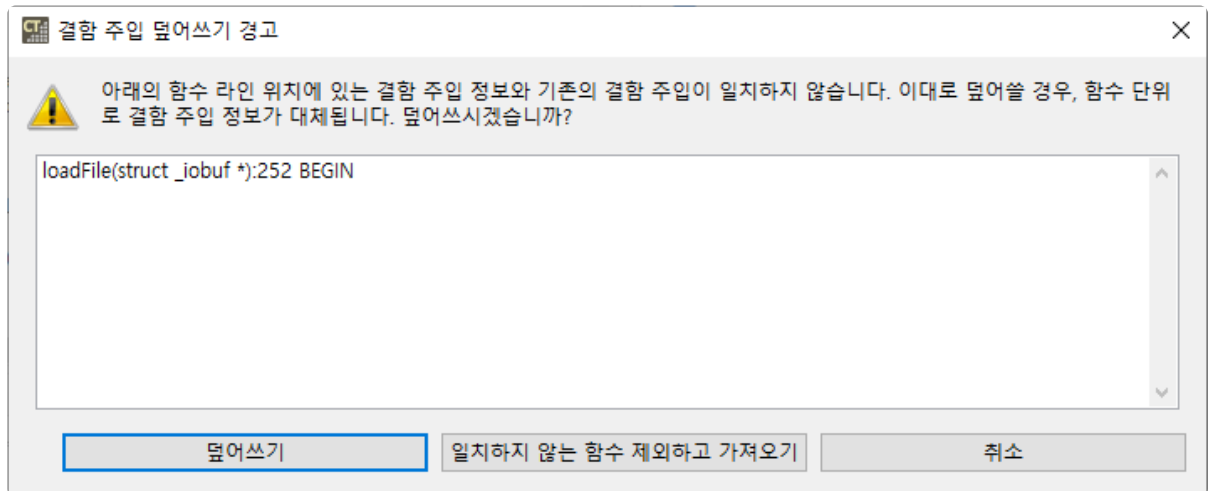 CT 결함 주입 덮어쓰기 경고
아래의 함수 라인 위치에 있는 결함 주입 정보와 기존의 결함 주입이 일치하지 않습니다. 이대로 덮어쓸 경우, 함수 단위
로 결함 주입 정보가 대체됩니다. 덮어쓰시겠습니까?
loadFile(struct _iobuf *):252 BEGIN
덮어쓰기 일치하지 않는 함수 제외하고 가져오기 취소